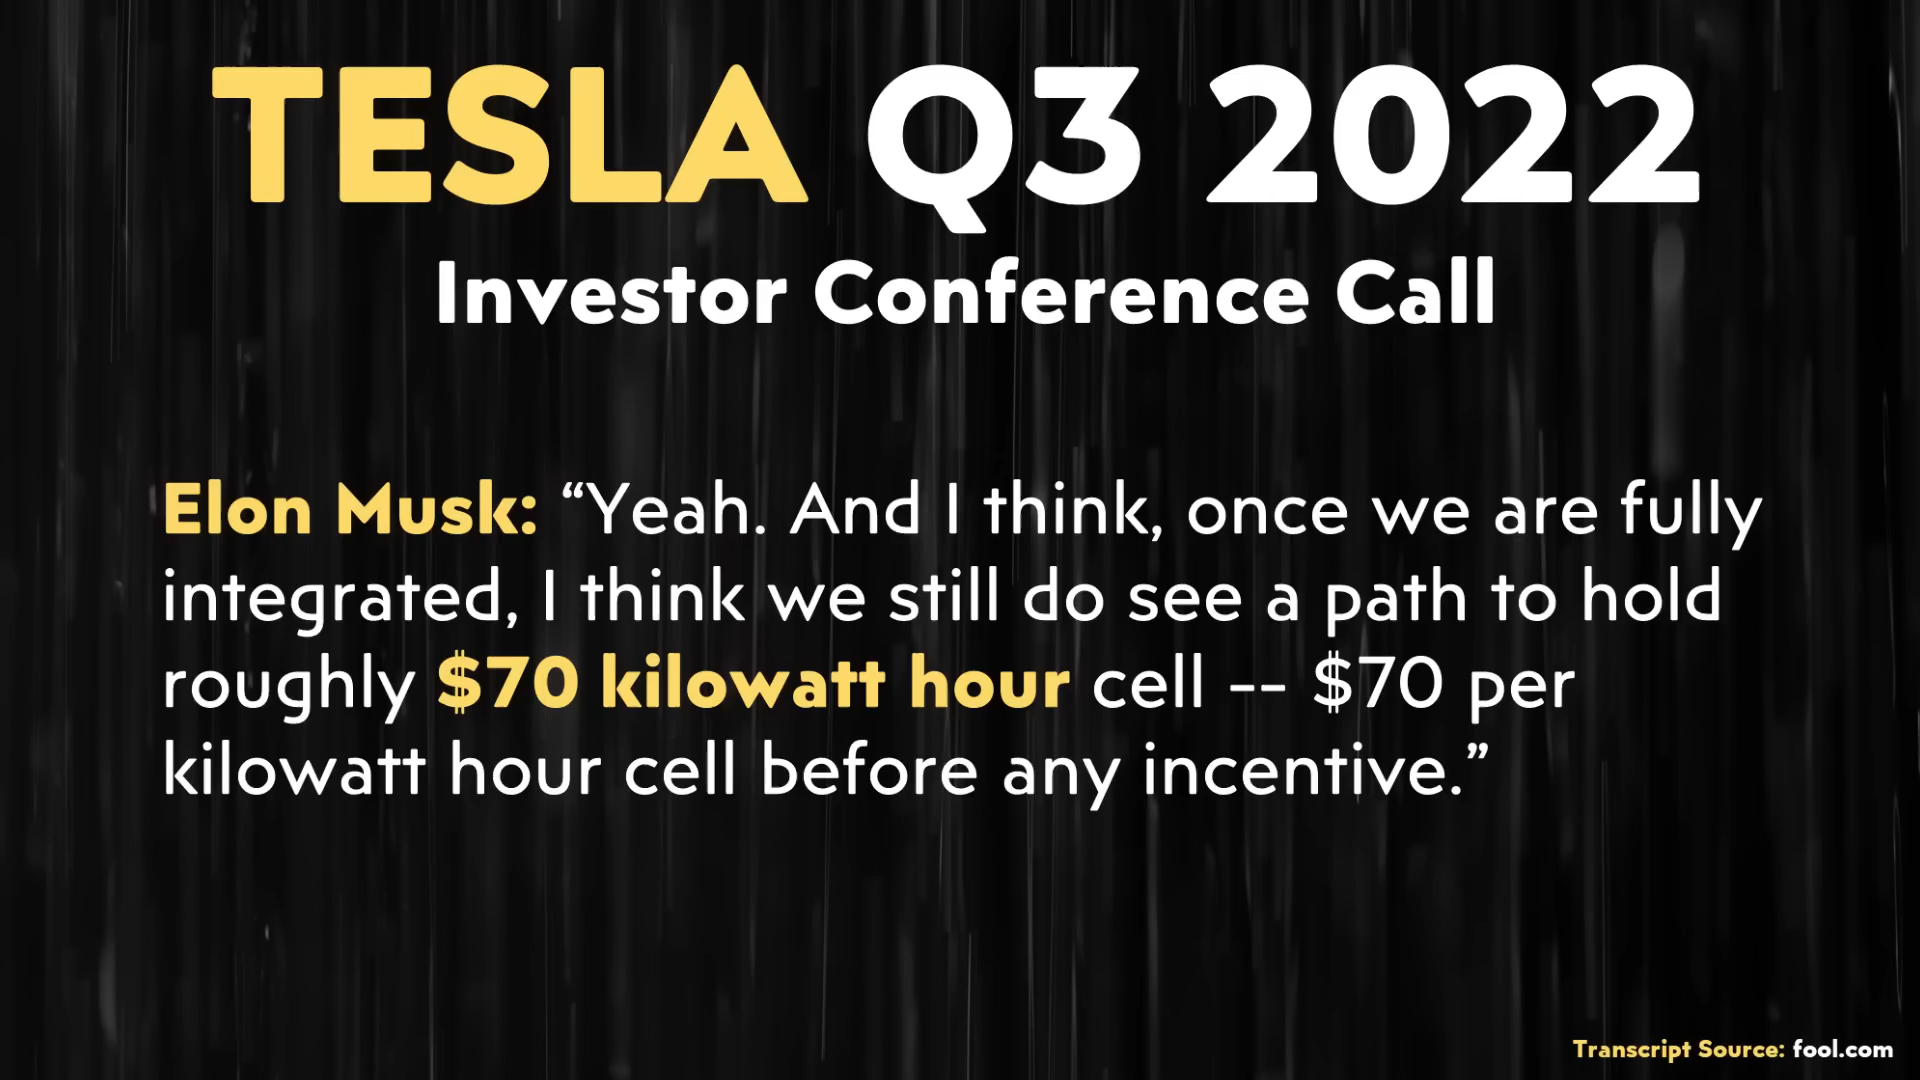 TESLA Q3 2022
Investor Conference Call
Elon Musk: “Yeah. And I think, once we are fully
integrated, I think we still do see a path to hold
roughly $70 kilowatt hour cell -- $70 per
kilowatt hour cell before any incentive.”
Transcript Source: fool.com